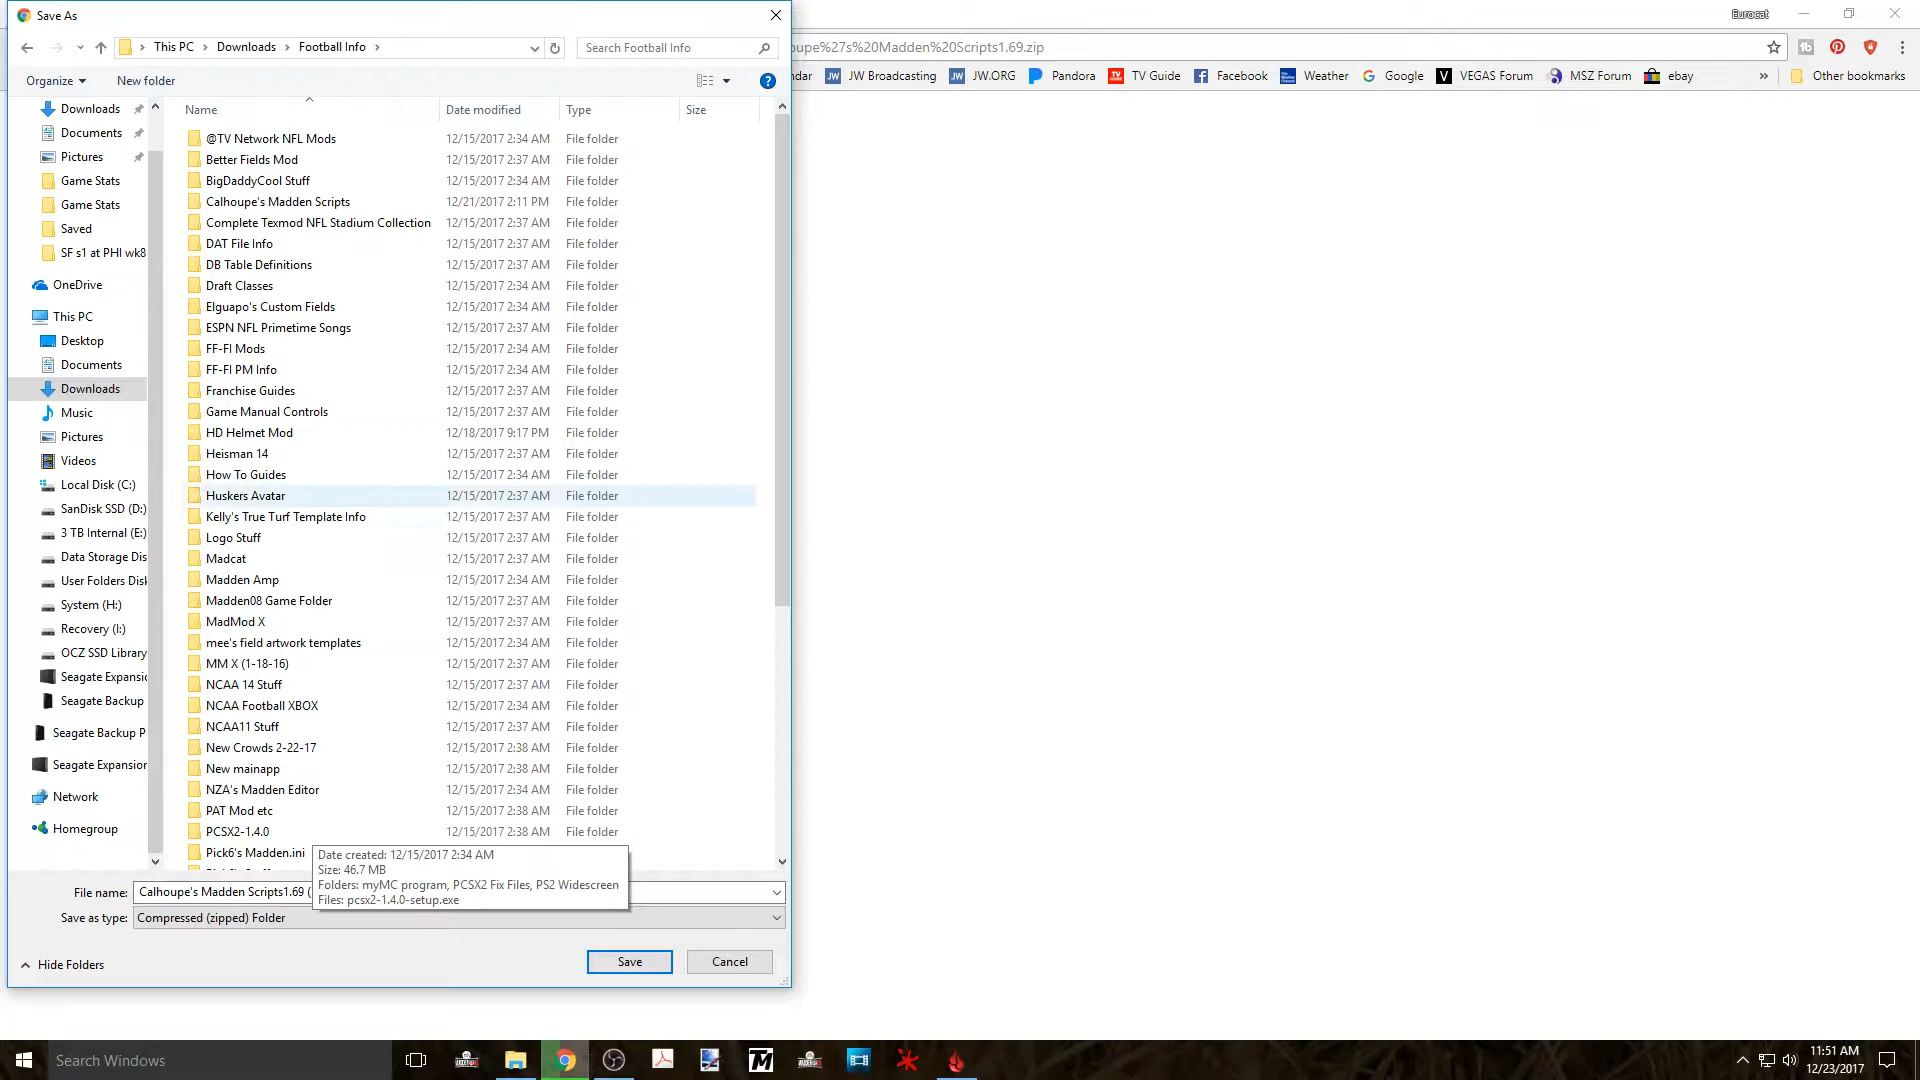 Save As
Eurocat
This PC > Downloads > Football Info >
Search Football Info
oupe%27s%20Madden%20Scripts1.69.zip
Organize
New folder
ndar
JW Broadcasting
JW.ORG
Pandora
TV Guide
Facebook
Weather
Google
VEGAS Forum
MSZ Forum
ebay
»
Other bookmarks
Downloads
Documents
Pictures
Game Stats
Game Stats
Saved
SF s1 at PHI wk8
OneDrive
This PC
Desktop
Documents
Downloads
Music
Pictures
Videos
Local Disk (C:)
SanDisk SSD (D:)
3 TB Internal (E:)
Data Storage Dis
User Folders Disk
System (H:)
Recovery (I:)
OCZ SSD Library
Seagate Expansio
Seagate Backup
Seagate Backup P
Seagate Expansion
Network
Homegroup
Name Date modified Type Size
@TV Network NFL Mods 12/15/2017 2:34 AM File folder
Better Fields Mod 12/15/2017 2:37 AM File folder
BigDaddyCool Stuff 12/15/2017 2:34 AM File folder
Calhoupe's Madden Scripts 12/21/2017 2:11 PM File folder
Complete Texmod NFL Stadium Collection 12/15/2017 2:37 AM File folder
DAT File Info 12/15/2017 2:37 AM File folder
DB Table Definitions 12/15/2017 2:37 AM File folder
Draft Classes 12/15/2017 2:34 AM File folder
Elguapo's Custom Fields 12/15/2017 2:34 AM File folder
ESPN NFL Primetime Songs 12/15/2017 2:37 AM File folder
FF-FI Mods 12/15/2017 2:34 AM File folder
FF-FI PM Info 12/15/2017 2:34 AM File folder
Franchise Guides 12/15/2017 2:37 AM File folder
Game Manual Controls 12/15/2017 2:37 AM File folder
HD Helmet Mod 12/18/2017 9:17 PM File folder
Heisman 14 12/15/2017 2:37 AM File folder
How To Guides 12/15/2017 2:34 AM File folder
Huskers Avatar 12/15/2017 2:37 AM File folder
Kelly's True Turf Template Info 12/15/2017 2:37 AM File folder
Logo Stuff 12/15/2017 2:37 AM File folder
Madcat 12/15/2017 2:37 AM File folder
Madden Amp 12/15/2017 2:34 AM File folder
Madden08 Game Folder 12/15/2017 2:37 AM File folder
MadMod X 12/15/2017 2:37 AM File folder
mee's field artwork templates 12/15/2017 2:34 AM File folder
MM X (1-18-16) 12/15/2017 2:37 AM File folder
NCAA 14 Stuff 12/15/2017 2:37 AM File folder
NCAA Football XBOX 12/15/2017 2:34 AM File folder
NCAA11 Stuff 12/15/2017 2:37 AM File folder
New Crowds 2-22-17 12/15/2017 2:38 AM File folder
New mainapp 12/15/2017 2:38 AM File folder
NZA's Madden Editor 12/15/2017 2:34 AM File folder
PAT Mod etc 12/15/2017 2:38 AM File folder
PCSX2-1.4.0 12/15/2017 2:38 AM File folder
Pick6's Madden.ini
Date created: 12/15/2017 2:34 AM
Size: 46.7 MB
Folders: myMC program, PCSX2 Fix Files, PS2 Widescreen
Files: pcsx2-1.4.0-setup.exe
File name: Calhoupe's Madden Scripts1.69 (
Save as type: Compressed (zipped) Folder
Hide Folders
Save
Cancel
Search Windows
11:51 AM
12/23/2017